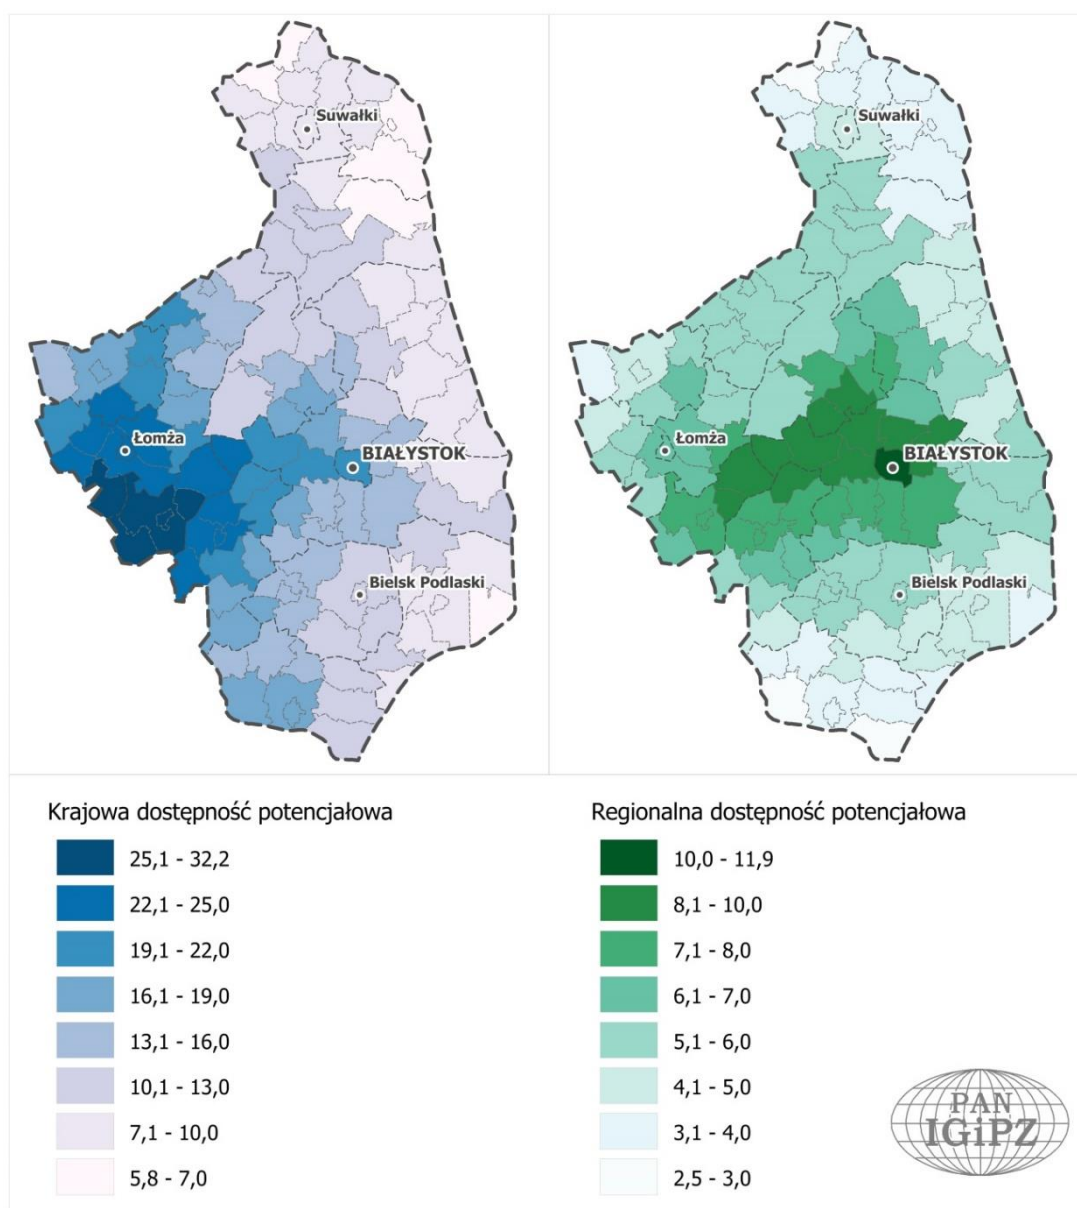 Suwałki
Łomża
BIAŁYSTOK
Bielsk Podlaski
Suwałki
Łomża
BIAŁYSTOK
Bielsk Podlaski
Krajowa dostępność potencjałowa
25,1 - 32,2
22,1 - 25,0
19,1 - 22,0
16,1 - 19,0
13,1 - 16,0
10,1 - 13,0
7,1 - 10,0
5,8 - 7,0
Regionalna dostępność potencjałowa
10,0 - 11,9
8,1 - 10,0
7,1 - 8,0
6,1 - 7,0
5,1 - 6,0
4,1 - 5,0
3,1 - 4,0
2,5 - 3,0
PAN
IGiPZ